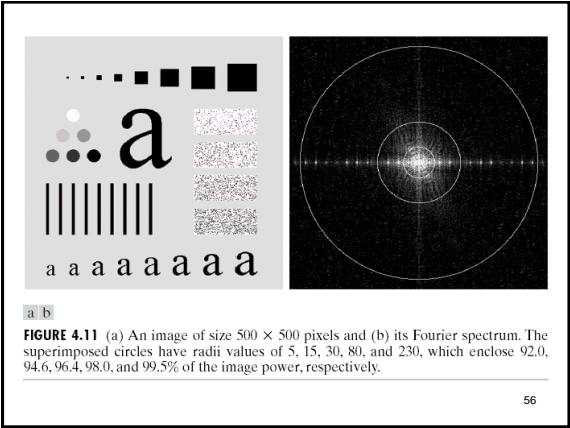 a
a a a a a a a a
a b
FIGURE 4.11 (a) An image of size 500 × 500 pixels and (b) its Fourier spectrum. The
superimposed circles have radii values of 5, 15, 30, 80, and 230, which enclose 92.0,
94.6, 96.4, 98.0, and 99.5% of the image power, respectively.
56